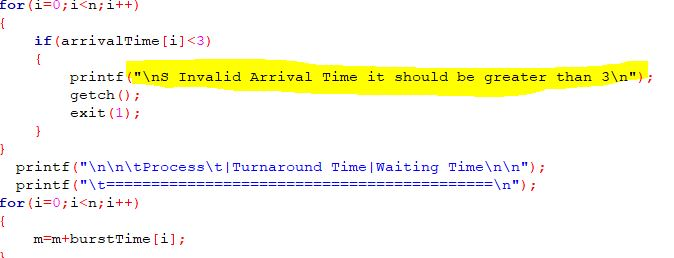 for(i=0;i<n;i++)
{
if(arrivalTime[i]<3)
{
printf("\nS Invalid Arrival Time it should be greater than 3\n");
getch();
exit(1);
}
}
printf("\n\n\tProcess\t|Turnaround Time|Waiting Time\n\n");
printf("\t===========================================\n");
for(i=0;i<n;i++)
{
m=m+burstTime[i];
}